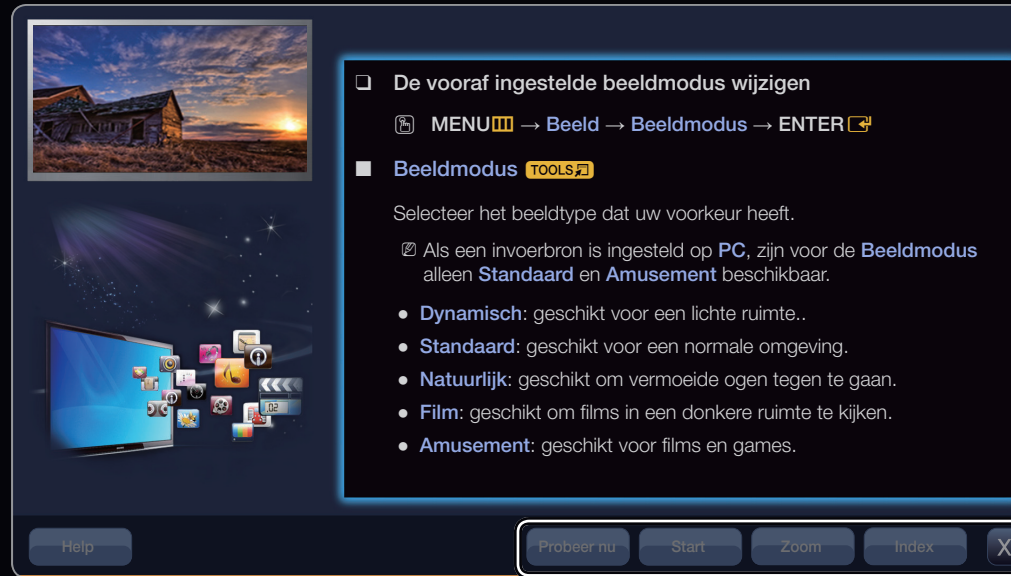 ❑ De vooraf ingestelde beeldmodus wijzigen
MENU → Beeld → Beeldmodus → ENTER
■ Beeldmodus TOOLS
Selecteer het beeldtype dat uw voorkeur heeft.
Als een invoerbron is ingesteld op PC, zijn voor de Beeldmodus
alleen Standaard en Amusement beschikbaar.
● Dynamisch: geschikt voor een lichte ruimte..
● Standaard: geschikt voor een normale omgeving.
● Natuurlijk: geschikt om vermoeide ogen tegen te gaan.
● Film: geschikt om films in een donkere ruimte te kijken.
● Amusement: geschikt voor films en games.
Help Probeer nu Start Zoom Index X